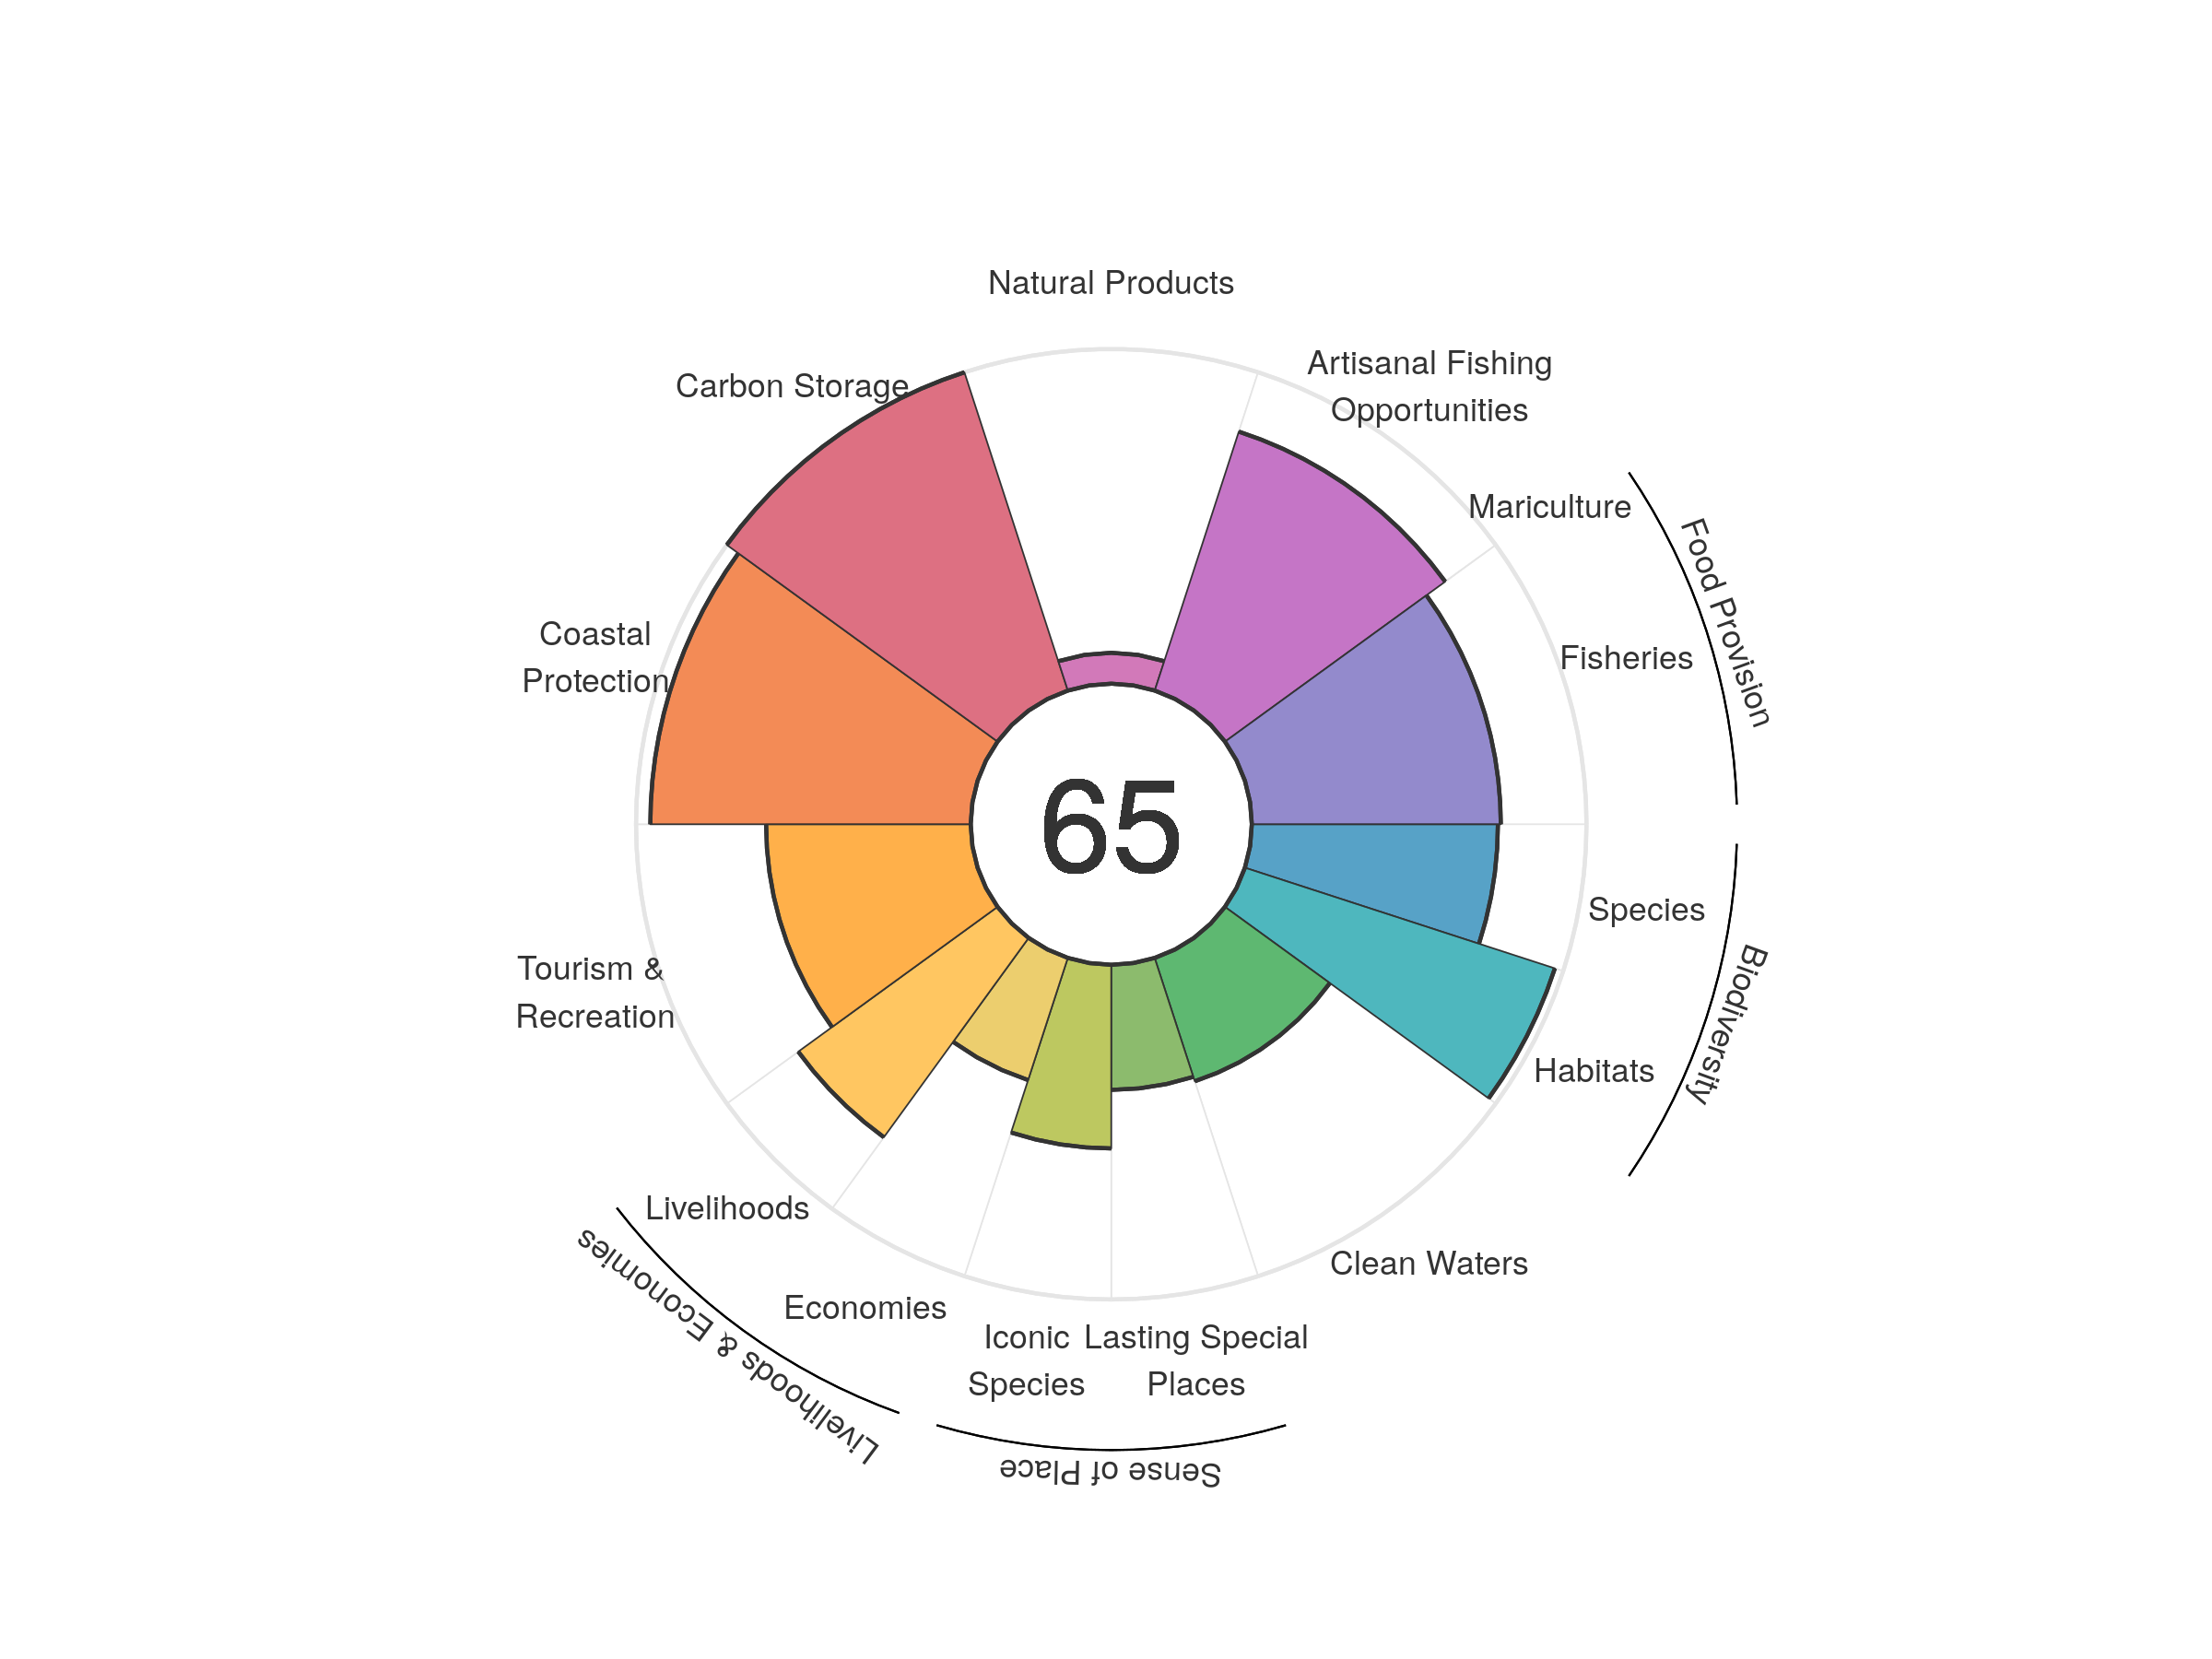 Natural Products
Artisanal Fishing
Opportunities
Carbon Storage
Mariculture
Food Provision
Coastal
Protection
Fisheries
65
Species
Biodiversity
Tourism &
Recreation
Habitats
Livelihoods
Clean Waters
Livelihoods & Economies
Economies
Iconic
Species
Lasting Special
Places
Sense of Place